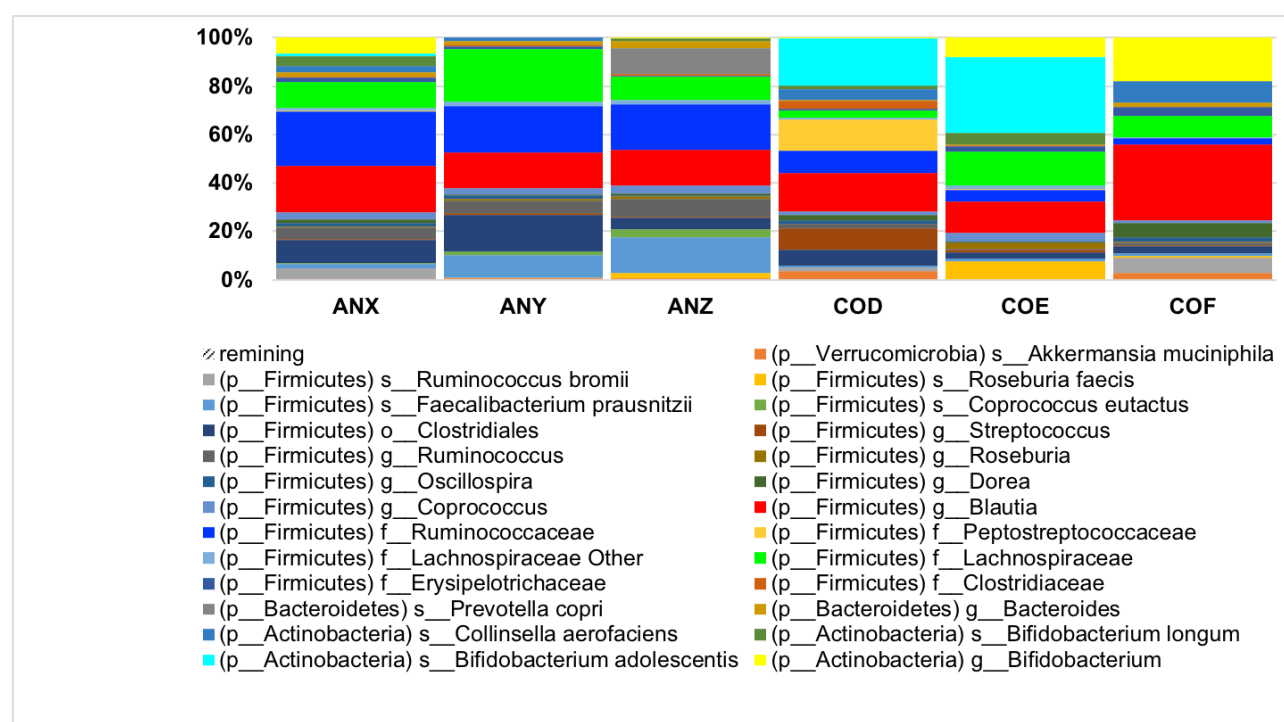 100%
80%
60%
40%
20%
0%
ANX ANY ANZ COD COE COF
remining (p__Verrucomicrobia) s__Akkermansia muciniphila
(p__Firmicutes) s__Ruminococcus bromii (p__Firmicutes) s__Roseburia faecis
(p__Firmicutes) s__Faecalibacterium prausnitzii (p__Firmicutes) s__Coprococcus eutactus
(p__Firmicutes) o__Clostridiales (p__Firmicutes) g__Streptococcus
(p__Firmicutes) g__Ruminococcus (p__Firmicutes) g__Roseburia
(p__Firmicutes) g__Oscillospira (p__Firmicutes) g__Dorea
(p__Firmicutes) g__Coprococcus (p__Firmicutes) g__Blautia
(p__Firmicutes) f__Ruminococcaceae (p__Firmicutes) f__Peptostreptococcaceae
(p__Firmicutes) f__Lachnospiraceae Other (p__Firmicutes) f__Lachnospiraceae
(p__Firmicutes) f__Erysipelotrichaceae (p__Firmicutes) f__Clostridiaceae
(p__Bacteroidetes) s__Prevotella copri (p__Bacteroidetes) g__Bacteroides
(p__Actinobacteria) s__Collinsella aerofaciens (p__Actinobacteria) s__Bifidobacterium longum
(p__Actinobacteria) s__Bifidobacterium adolescentis (p__Actinobacteria) g__Bifidobacterium